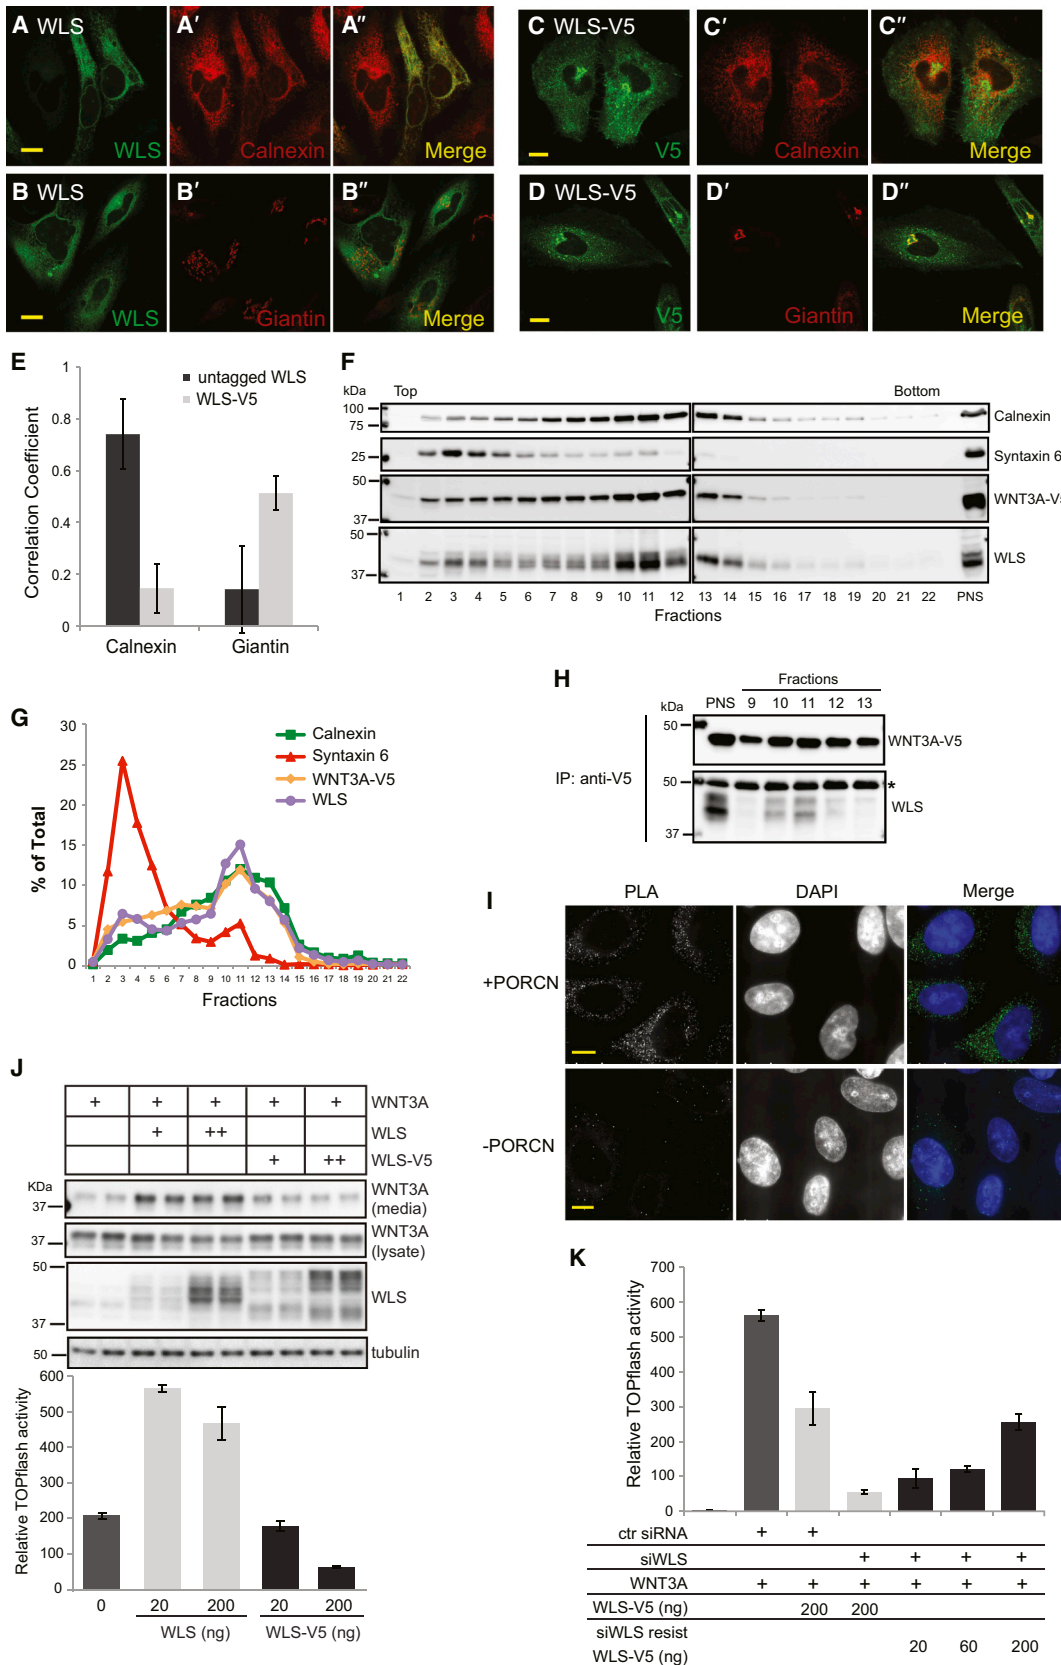 A WLS
A′
A″
WLS
Calnexin
Merge
C WLS-V5
C′
C″
V5
Calnexin
Merge
B WLS
B′
B″
WLS
Giantin
Merge
D WLS-V5
D′
D″
V5
Giantin
Merge
E
Correlation Coefficient
1
0.8
0.6
0.4
0.2
0
untagged WLS
WLS-V5
Calnexin
Giantin
F
kDa
Top
Bottom
100
75
Calnexin
25
Syntaxin 6
50
37
WNT3A-V5
50
37
WLS
1 2 3 4 5 6 7 8 9 10 11 12 13 14 15 16 17 18 19 20 21 22 PNS
Fractions
G
% of Total
30
25
20
15
10
5
0
Calnexin
Syntaxin 6
WNT3A-V5
WLS
1 2 3 4 5 6 7 8 9 10 11 12 13 14 15 16 17 18 19 20 21 22
Fractions
H
Fractions
kDa PNS 9 10 11 12 13
50
WNT3A-V5
IP: anti-V5
50
*
WLS
37
I
PLA
DAPI
Merge
+PORCN
-PORCN
J
+ + + + + WNT3A
+ ++ WLS
+ ++ WLS-V5
KDa
37
WNT3A
(media)
37
WNT3A
(lysate)
50
WLS
37
50
tubulin
Relative TOPflash activity
600
500
400
300
200
100
0
0 20 200 20 200
WLS (ng)
WLS-V5 (ng)
K
Relative TOPflash activity
700
600
500
400
300
200
100
0
ctr siRNA + +
siWLS + + + +
WNT3A + + + + + +
WLS-V5 (ng) 200 200
siWLS resist
WLS-V5 (ng) 20 60 200